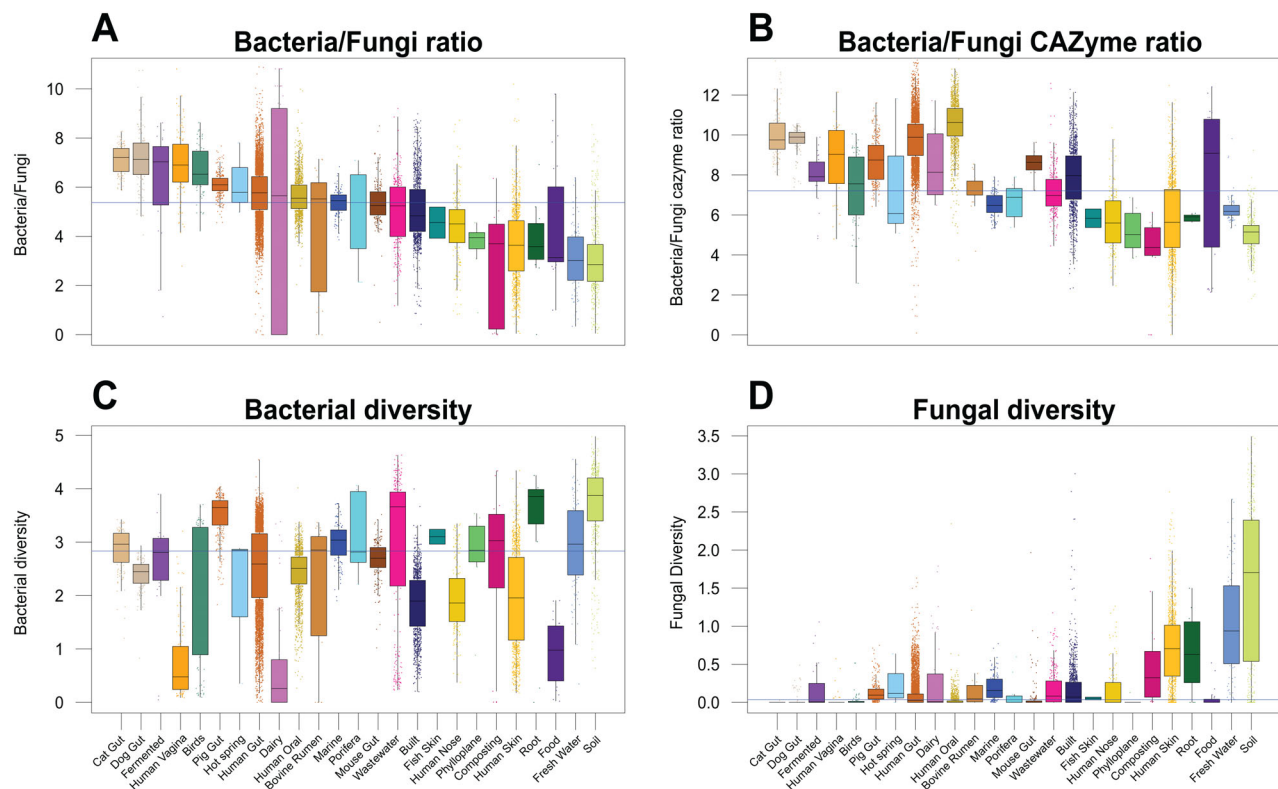 A
Bacteria/Fungi ratio
Bacteria/Fungi
10
8
6
4
2
0
B
Bacteria/Fungi CAZyme ratio
Bacteria/Fungi cazyme ratio
12
10
8
6
4
2
0
C
Bacterial diversity
Bacterial diversity
5
4
3
2
1
0
Cat Gut
Dog Gut
Fermented
Human Vagina
Birds
Pig Gut
Hot spring
Human Gut
Dairy
Human Oral
Bovine Rumen
Marine
Porifera
Mouse Gut
Wastewater
Built
Fish Skin
Human Nose
Phylloplane
Composting
Human Skin
Root
Food
Fresh Water
Soil
D
Fungal diversity
Fungal Diversity
3.5
3.0
2.5
2.0
1.5
1.0
0.5
0.0
Cat Gut
Dog Gut
Fermented
Human Vagina
Birds
Pig Gut
Hot spring
Human Gut
Dairy
Human Oral
Bovine Rumen
Marine
Porifera
Mouse Gut
Wastewater
Built
Fish Skin
Human Nose
Phylloplane
Composting
Human Skin
Root
Food
Fresh Water
Soil